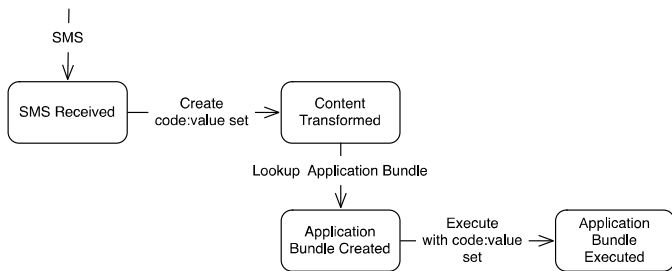 SMS
SMS Received
Create
code:value set
Content
Transformed
Lookup Application Bundle
Application
Bundle Created
Execute
with code:value
set
Application
Bundle
Executed